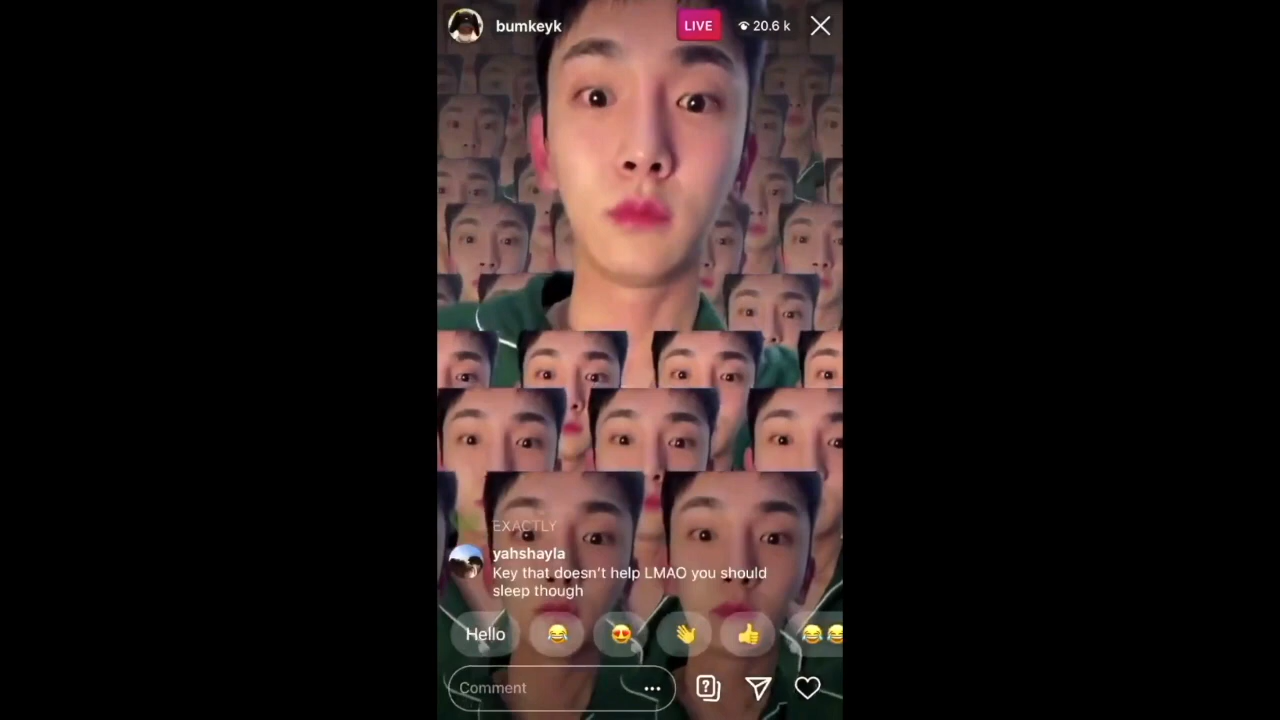 bumkeyk
LIVE
20.6 k
EXACTLY
yahshayla
Key that doesn't help LMAO you should
sleep though
Hello
Comment